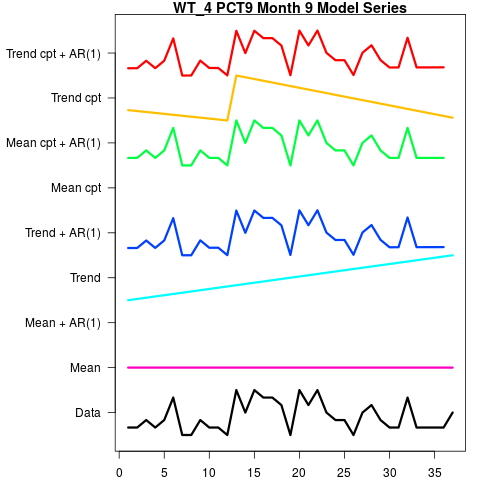 WT_4 PCT9 Month 9 Model Series
Trend cpt + AR(1)
Trend cpt
Mean cpt + AR(1)
Mean cpt
Trend + AR(1)
Trend
Mean + AR(1)
Mean
Data
0 5 10 15 20 25 30 35